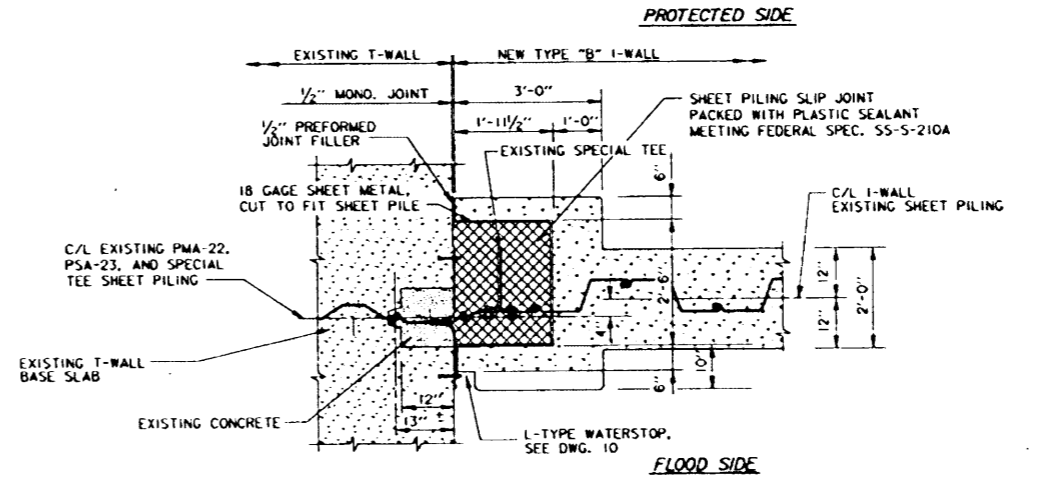 PROTECTED SIDE
EXISTING T-WALL
NEW TYPE "B" I-WALL
1/2" MONO. JOINT
3'-0"
1'-11 1/2"
1'-0"
SHEET PILING SLIP JOINT
PACKED WITH PLASTIC SEALANT
MEETING FEDERAL SPEC. SS-S-210A
1/2" PREFORMED
JOINT FILLER
EXISTING SPECIAL TEE
6"
18 GAGE SHEET METAL,
CUT TO FIT SHEET PILE
C/L I-WALL
EXISTING SHEET PILING
C/L EXISTING PMA-22,
PSA-23, AND SPECIAL
TEE SHEET PILING
2'-6"
12"
2'-0"
4"
12"
EXISTING T-WALL
BASE SLAB
6"
10"
12"
13" ±
EXISTING CONCRETE
L-TYPE WATERSTOP,
SEE DWG. 10
FLOOD SIDE